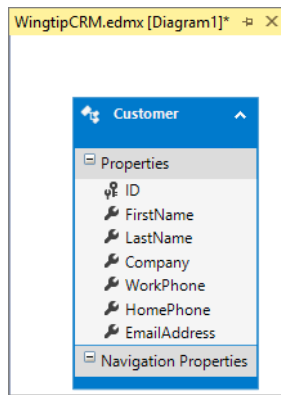 WingtipCRM.edmx [Diagram1]*
Customer
Properties
ID
FirstName
LastName
Company
WorkPhone
HomePhone
EmailAddress
Navigation Properties